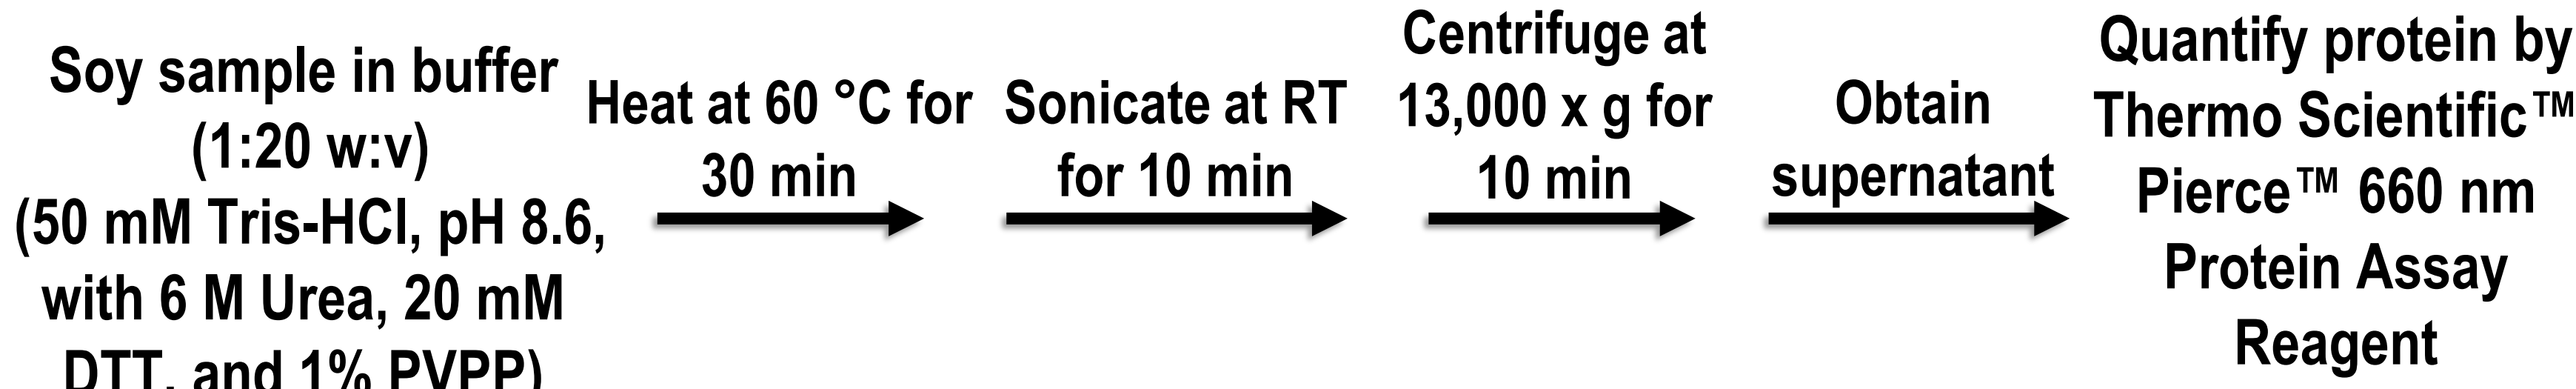 Soy sample in buffer
(1:20 w:v)
(50 mM Tris-HCl, pH 8.6,
with 6 M Urea, 20 mM
DTT, and 1% PVPP)
Heat at 60 °C for
30 min
Sonicate at RT
for 10 min
Centrifuge at
13,000 x g for
10 min
Obtain
supernatant
Quantify protein by
Thermo Scientific™
Pierce™ 660 nm
Protein Assay
Reagent